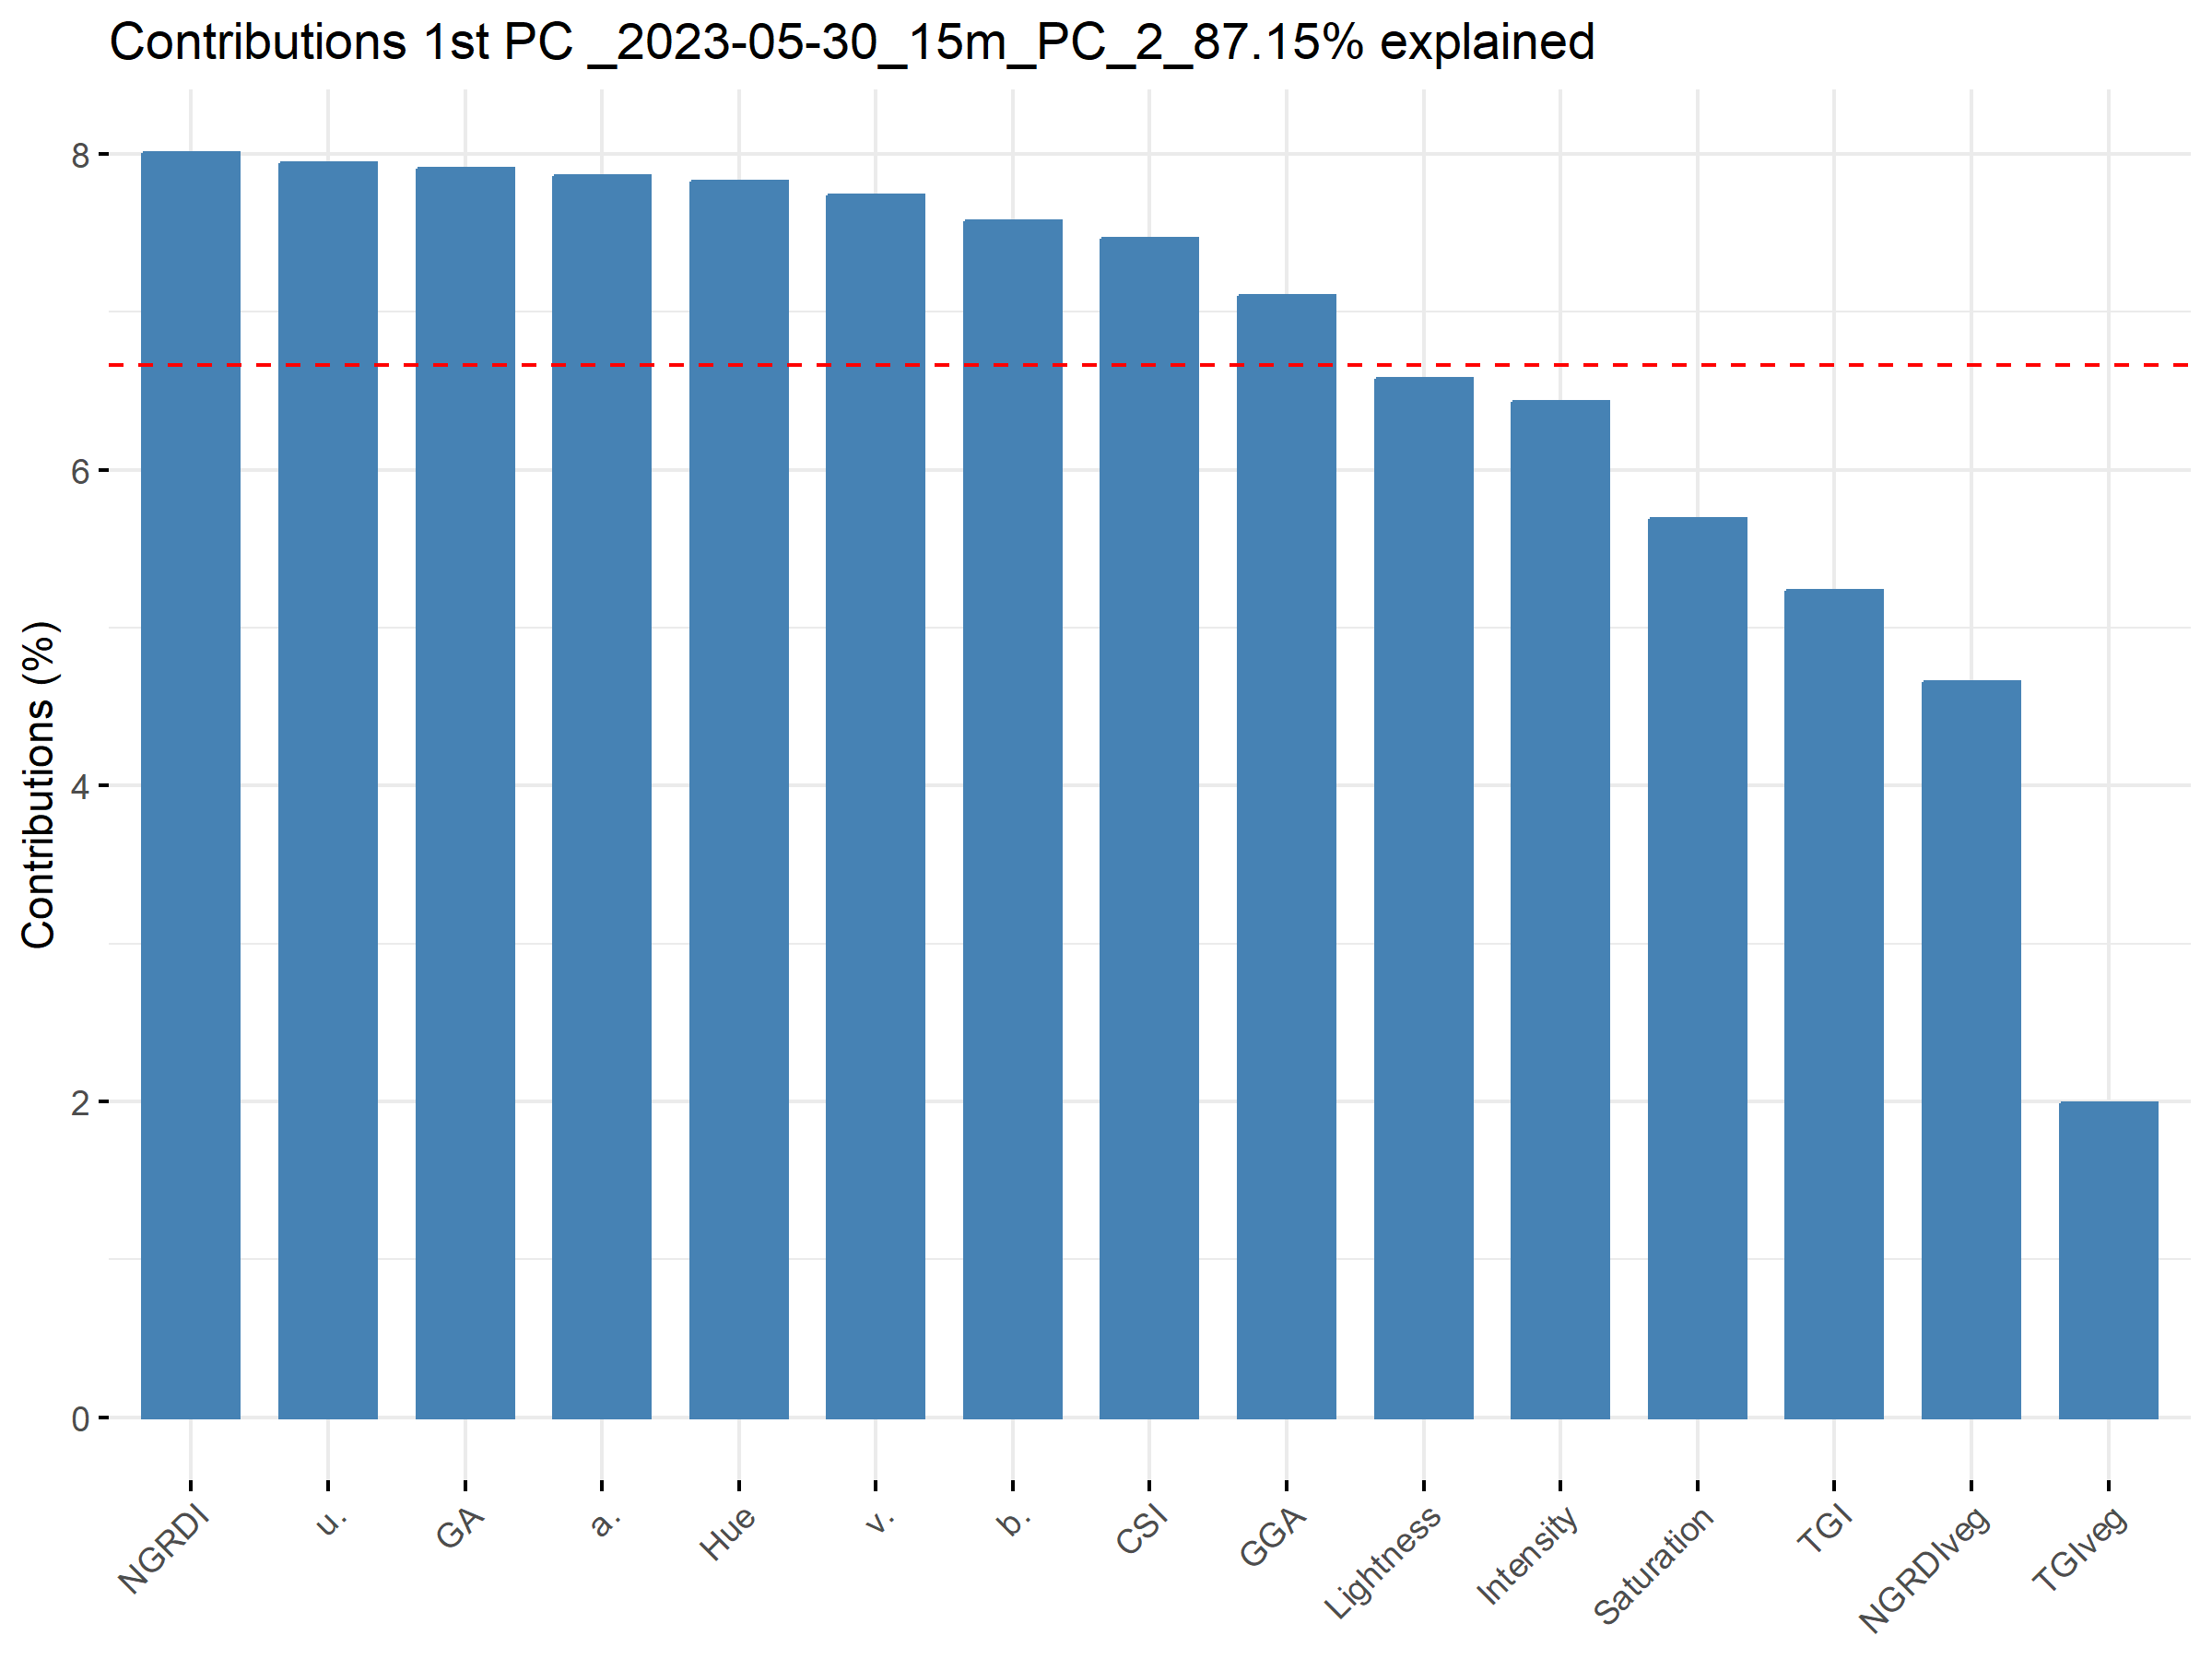 Contributions 1st PC _2023-05-30_15m_PC_2_87.15% explained
Contributions (%)
8
6
4
2
0
NGRDI
u.
GA
a.
Hue
v.
b.
CSI
GGA
Lightness
Intensity
Saturation
TGI
NGRDIveg
TGIveg